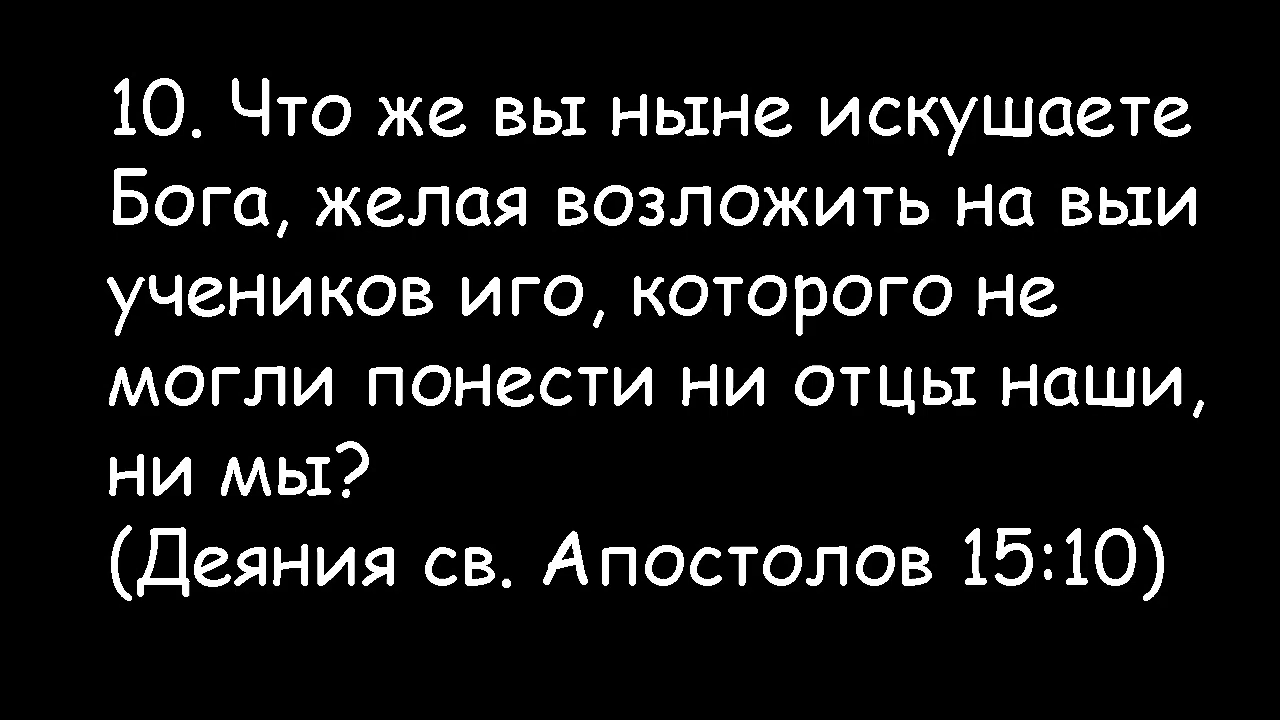 10. Что же вы ныне искушаете
Бога, желая возложить на выи
учеников иго, которого не
могли понести ни отцы наши,
ни мы?
(Деяния св. Апостолов 15:10)